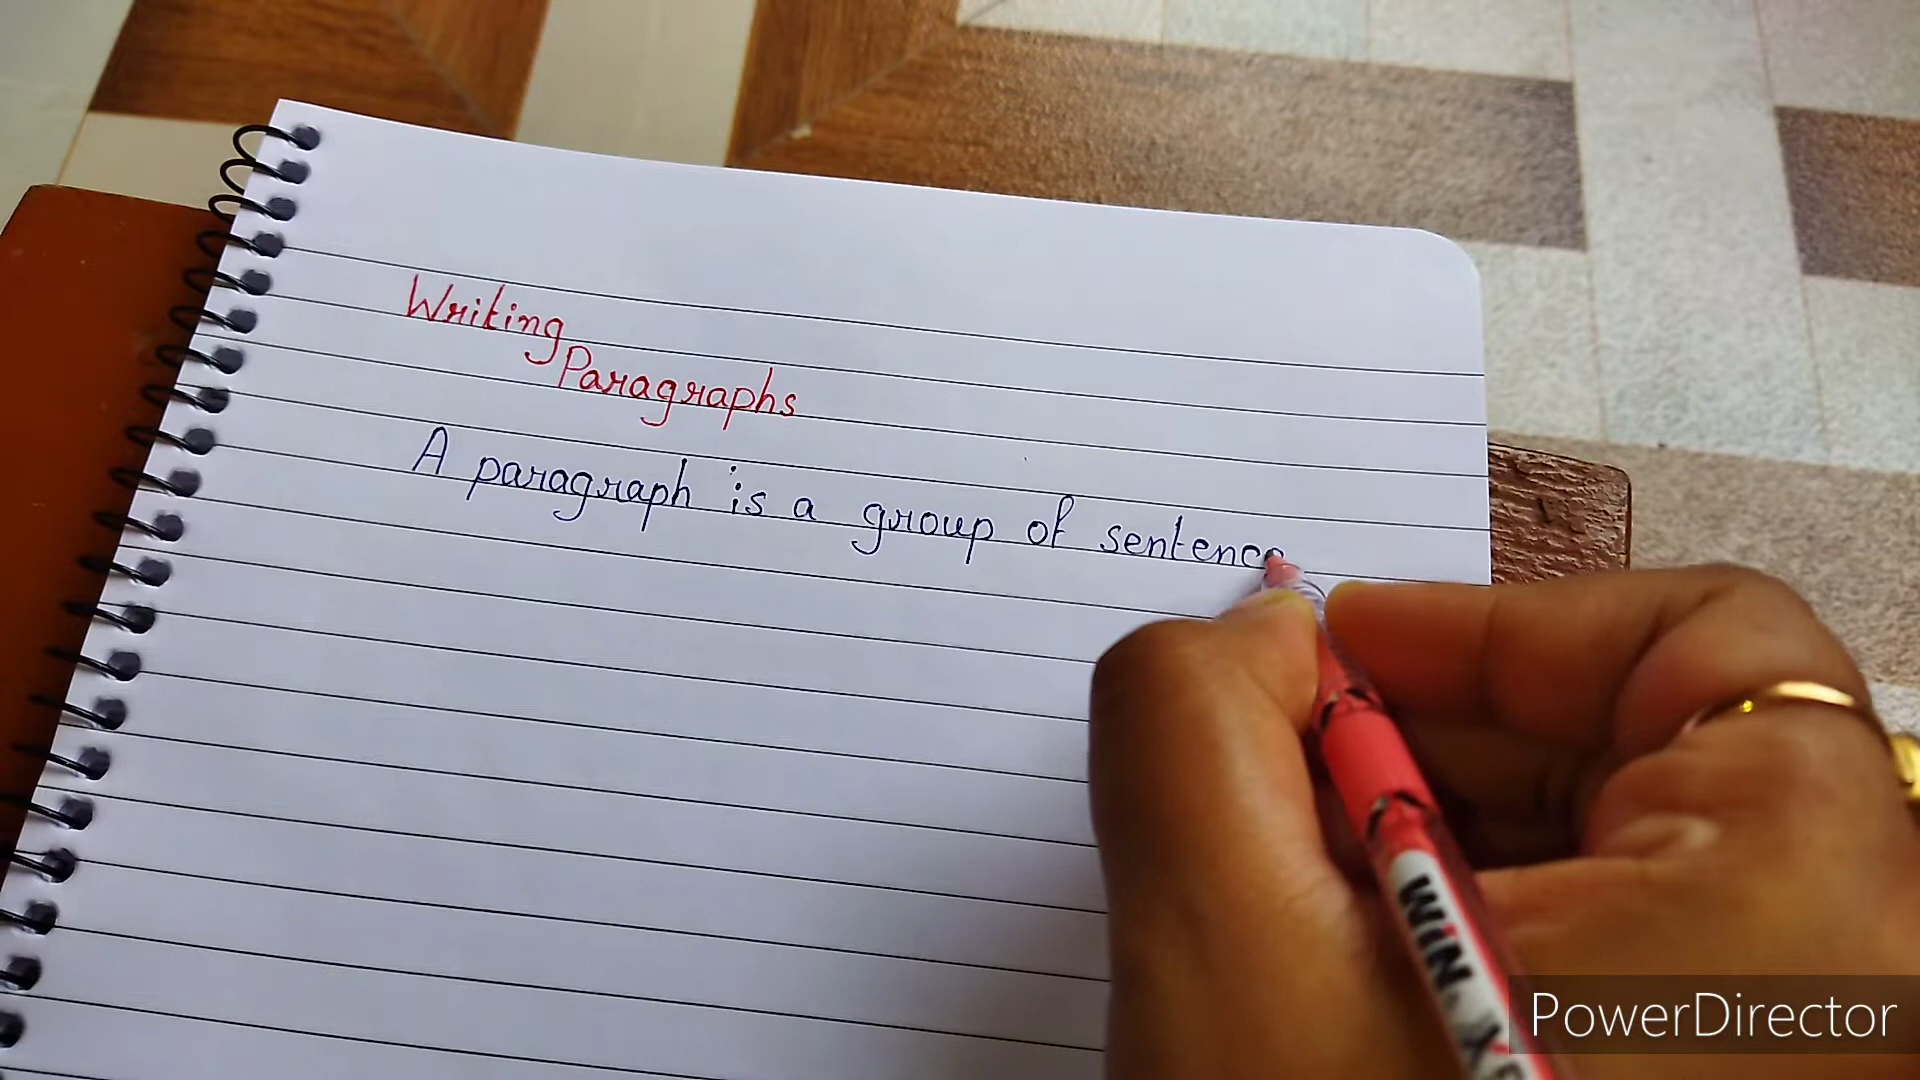 Writing
Paragraphs
A paragraph is a group of sentence
WIN
PowerDirector